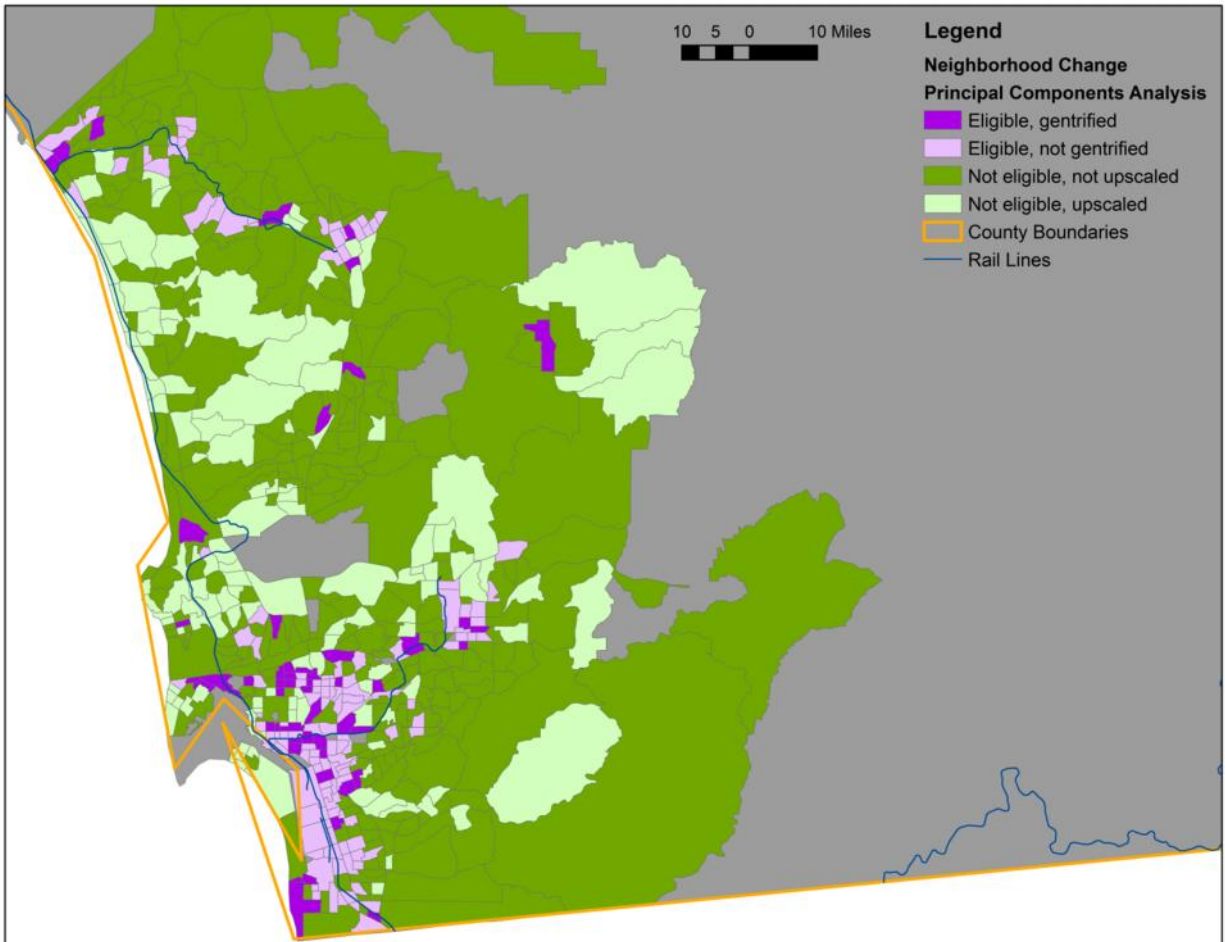 10 5 0 10 Miles
Legend
Neighborhood Change
Principal Components Analysis
Eligible, gentrified
Eligible, not gentrified
Not eligible, not upscaled
Not eligible, upscaled
County Boundaries
Rail Lines